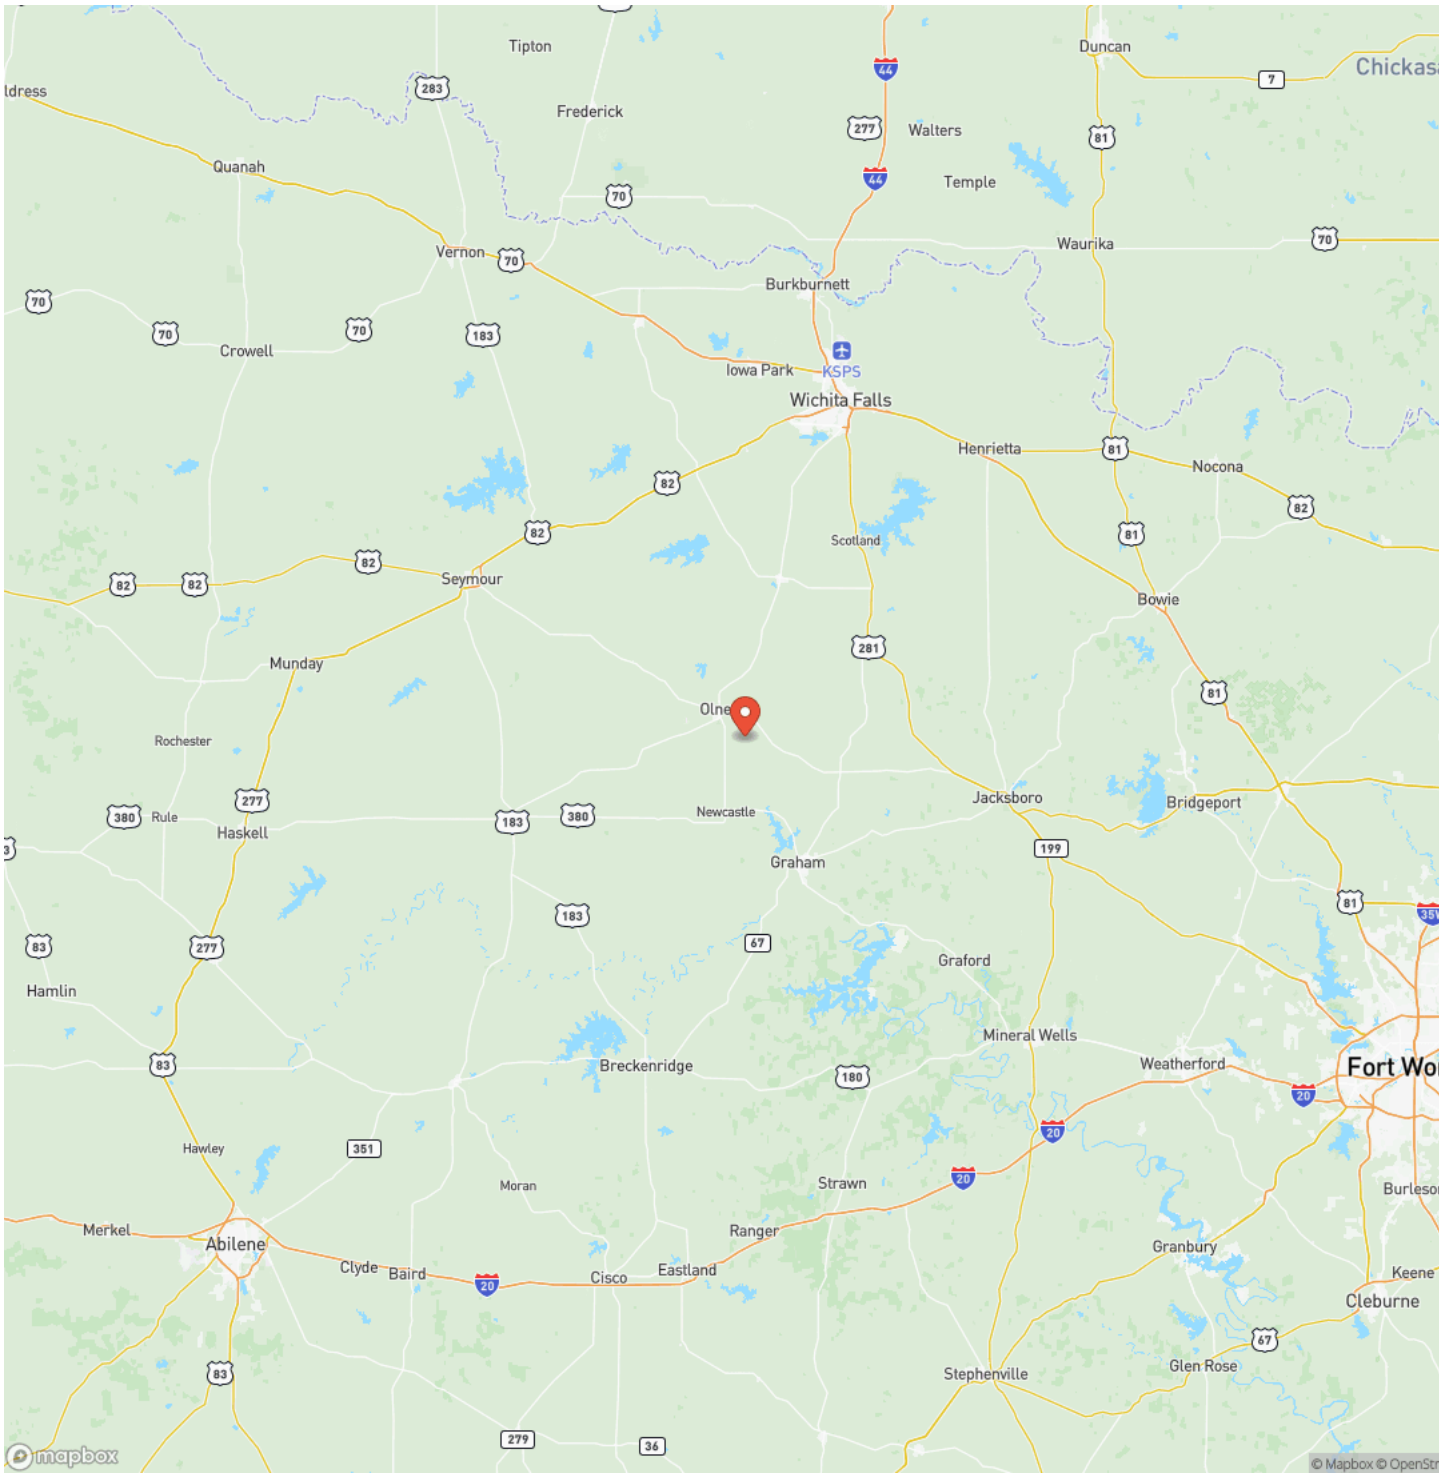 Tipton
Duncan
44
7
Chickas
ldress
283
Frederick
277
Walters
81
Quanah
44
Temple
70
Waurika
70
Vernon
70
Burkburnett
70
70
70
183
Crowell
KSPS
Iowa Park
Wichita Falls
Henrietta
81
Nocona
82
82
82
81
Scotland
82
82
82
Seymour
Bowie
281
Munday
81
Olne
Rochester
277
Jacksboro
Bridgeport
380
Rule
183
380
Newcastle
Haskell
3
199
Graham
81
35W
183
83
277
67
Graford
Hamlin
Mineral Wells
83
Breckenridge
180
Weatherford
Fort Wor
20
20
Hawley
351
20
Moran
Strawn
Burleso
Merkel
Abilene
Ranger
Granbury
Clyde
Baird
20
Cisco
Eastland
Keene
Cleburne
67
83
Stephenville
Glen Rose
279
36
mapbox
© Mapbox © OpenStr